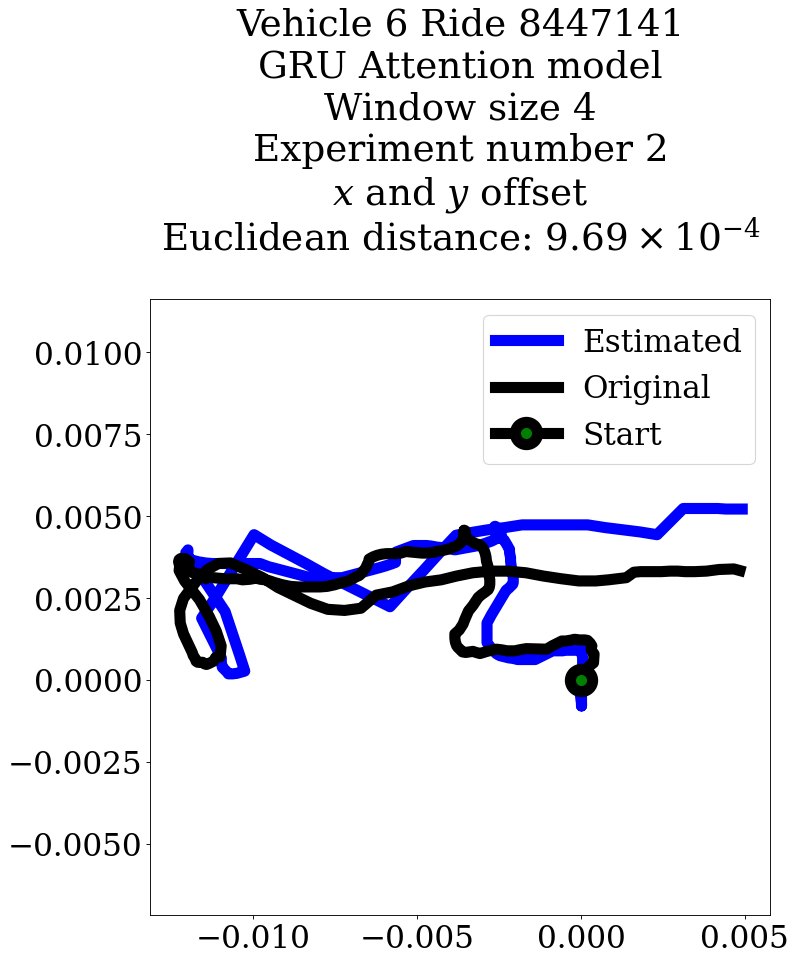 Vehicle 6 Ride 8447141
GRU Attention model
Window size 4
Experiment number 2
x and y offset
Euclidean distance: 9.69 × 10⁻⁴
Estimated
Original
Start
0.0100
0.0075
0.0050
0.0025
0.0000
−0.0025
−0.0050
−0.010
−0.005
0.000
0.005